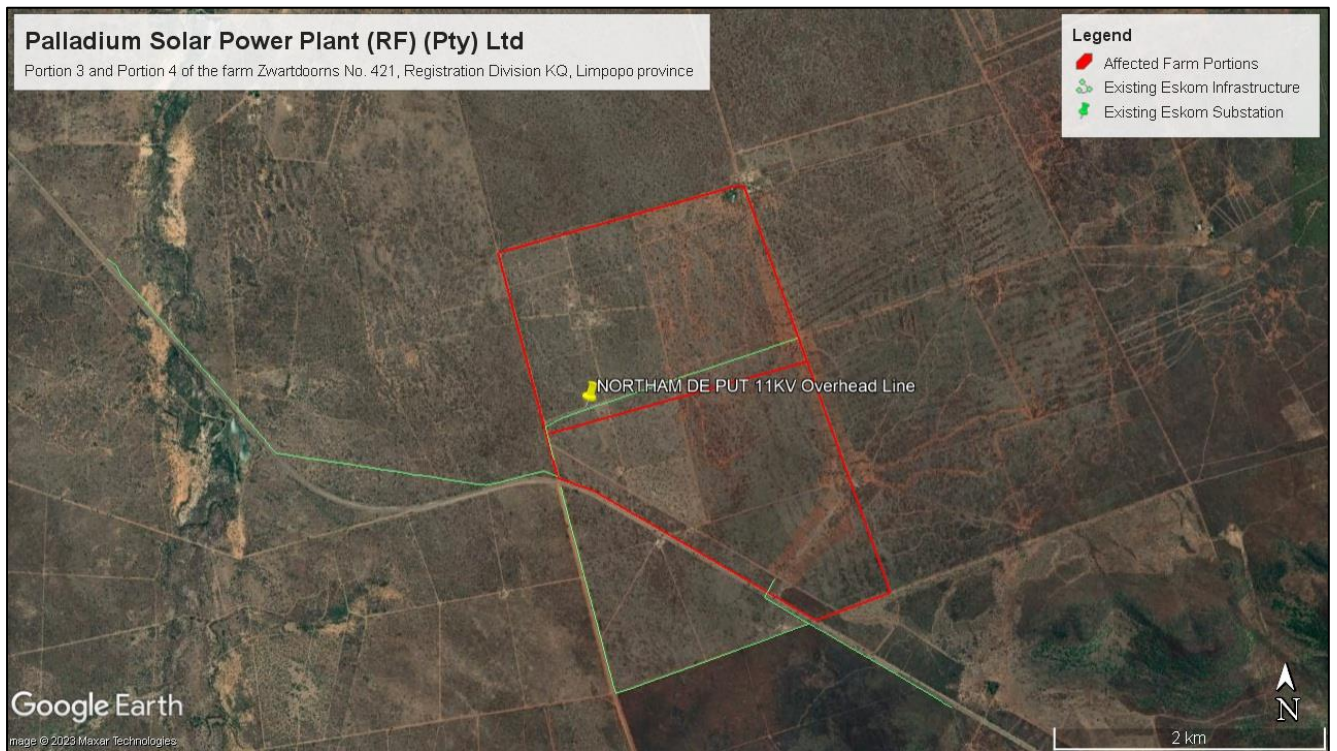 Palladium Solar Power Plant (RF) (Pty) Ltd
Portion 3 and Portion 4 of the farm Zwartdoorns No. 421, Registration Division KQ, Limpopo province
Legend
Affected Farm Portions
Existing Eskom Infrastructure
Existing Eskom Substation
NORTHAM DE PUT 11KV Overhead Line
Google Earth
mage © 2023 Maxar Technologies
N
2 km